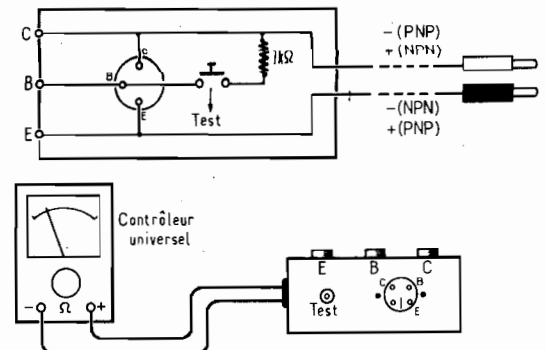 C
B
E
C
B
E
1kΩ
Test
-(PNP)
+(NPN)
-(NPN)
+(PNP)
Contrôleur
universel
- Ω +
E B C
Test
C B
E